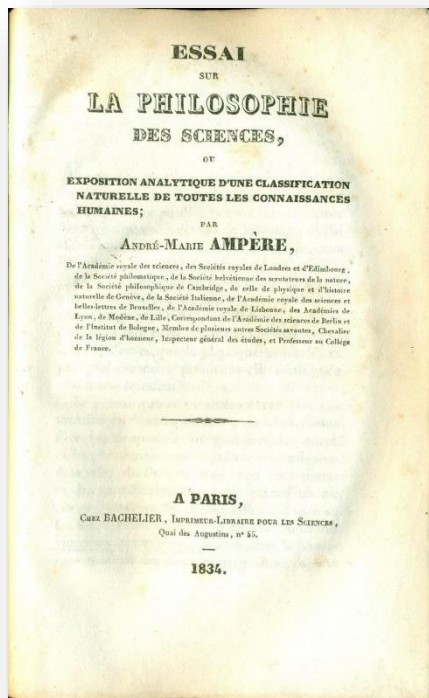 ESSAI
SUR
LA PHILOSOPHIE
DES SCIENCES,
OU
EXPOSITION ANALYTIQUE D'UNE CLASSIFICATION
NATURELLE DE TOUTES LES CONNAISSANCES
HUMAINES;
PAR
ANDRÉ-MARIE AMPÈRE,
De l'Académie royale des sciences, des Sociétés royales de Londres et d'Edimbourg,
de la Société philomatique, de la Société helvétienne des scrutateurs de la nature,
de la Société philosophique de Cambridge, de celle de physique et d'histoire
naturelle de Genève, de la Société Italienne, de l'Académie royale des sciences et
belles-lettres de Bruxelles, de l'Académie royale de Lisbonne, des Académies de
Lyon, de Modène, de Lille, Correspondant de l'Académie des sciences de Berlin et
de l'Institut de Bologne, Membre de plusieurs autres Sociétés savantes, Chevalier
de la légion d'honneur, Inspecteur général des études, et Professeur au Collége
de France.
A PARIS,
CHEZ BACHELIER, IMPRIMEUR-LIBRAIRE POUR LES SCIENCES,
Quai des Augustins, nº 55.
1834.